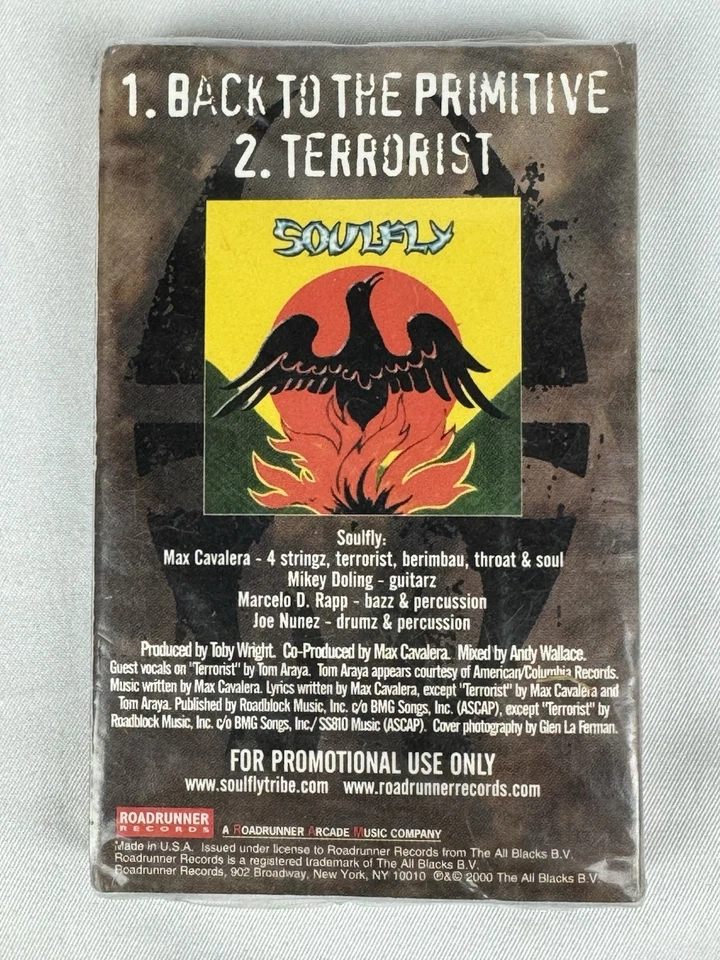 1. BACK TO THE PRIMITIVE
2. TERRORIST
SOULFLY
Soulfly:
Max Cavalera - 4 stringz, terrorist, berimbau, throat & soul
Mikey Doling - guitarz
Marcelo D. Rapp - bazz & percussion
Joe Nunez - drumz & percussion
Produced by Toby Wright. Co-Produced by Max Cavalera. Mixed by Andy Wallace.
Guest vocals on "Terrorist" by Tom Araya. Tom Araya appears courtesy of American/Columbia Records.
Music written by Max Cavalera. Lyrics written by Max Cavalera, except "Terrorist" by Max Cavalera and
Tom Araya. Published by Roadblock Music, Inc. c/o BMG Songs, Inc. (ASCAP), except "Terrorist" by
Roadblock Music, Inc. c/o BMG Songs, Inc./ SS810 Music (ASCAP). Cover photography by Glen La Ferman.
FOR PROMOTIONAL USE ONLY
www.soulflytribe.com www.roadrunnerrecords.com
ROADRUNNER
RECORDS
A ROADRUNNER ARCADE MUSIC COMPANY
Made in U.S.A. Issued under license to Roadrunner Records from The All Blacks B.V.
Roadrunner Records is a registered trademark of The All Blacks B.V.
Roadrunner Records, 902 Broadway, New York, NY 10010 ℗&© 2000 The All Blacks B.V.